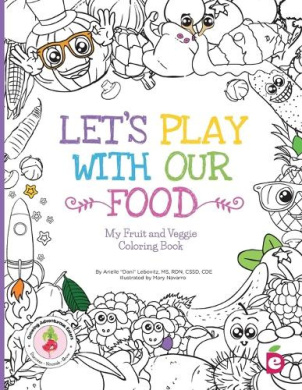 LET'S PLAY
WITH OUR
FOOD
My Fruit and Veggie
Coloring Book
By Arielle "Dani" Lebovitz, MS, RDN, CSSD, CDE
Illustrated by Mary Navarro